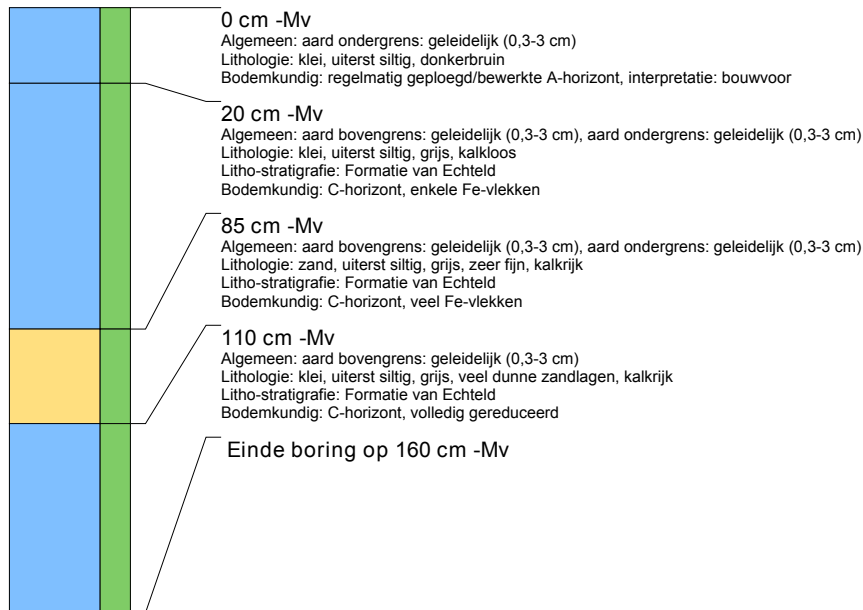 0 cm -Mv
Algemeen: aard ondergrens: geleidelijk (0,3-3 cm)
Lithologie: klei, uiterst siltig, donkerbruin
Bodemkundig: regelmatig geploegd/bewerkte A-horizont, interpretatie: bouwvoor
20 cm -Mv
Algemeen: aard bovengrens: geleidelijk (0,3-3 cm), aard ondergrens: geleidelijk (0,3-3 cm)
Lithologie: klei, uiterst siltig, grijs, kalkloos
Litho-stratigrafie: Formatie van Echteld
Bodemkundig: C-horizont, enkele Fe-vlekken
85 cm -Mv
Algemeen: aard bovengrens: geleidelijk (0,3-3 cm), aard ondergrens: geleidelijk (0,3-3 cm)
Lithologie: zand, uiterst siltig, grijs, zeer fijn, kalkrijk
Litho-stratigrafie: Formatie van Echteld
Bodemkundig: C-horizont, veel Fe-vlekken
110 cm -Mv
Algemeen: aard bovengrens: geleidelijk (0,3-3 cm)
Lithologie: klei, uiterst siltig, grijs, veel dunne zandlagen, kalkrijk
Litho-stratigrafie: Formatie van Echteld
Bodemkundig: C-horizont, volledig gereduceerd
Einde boring op 160 cm -Mv